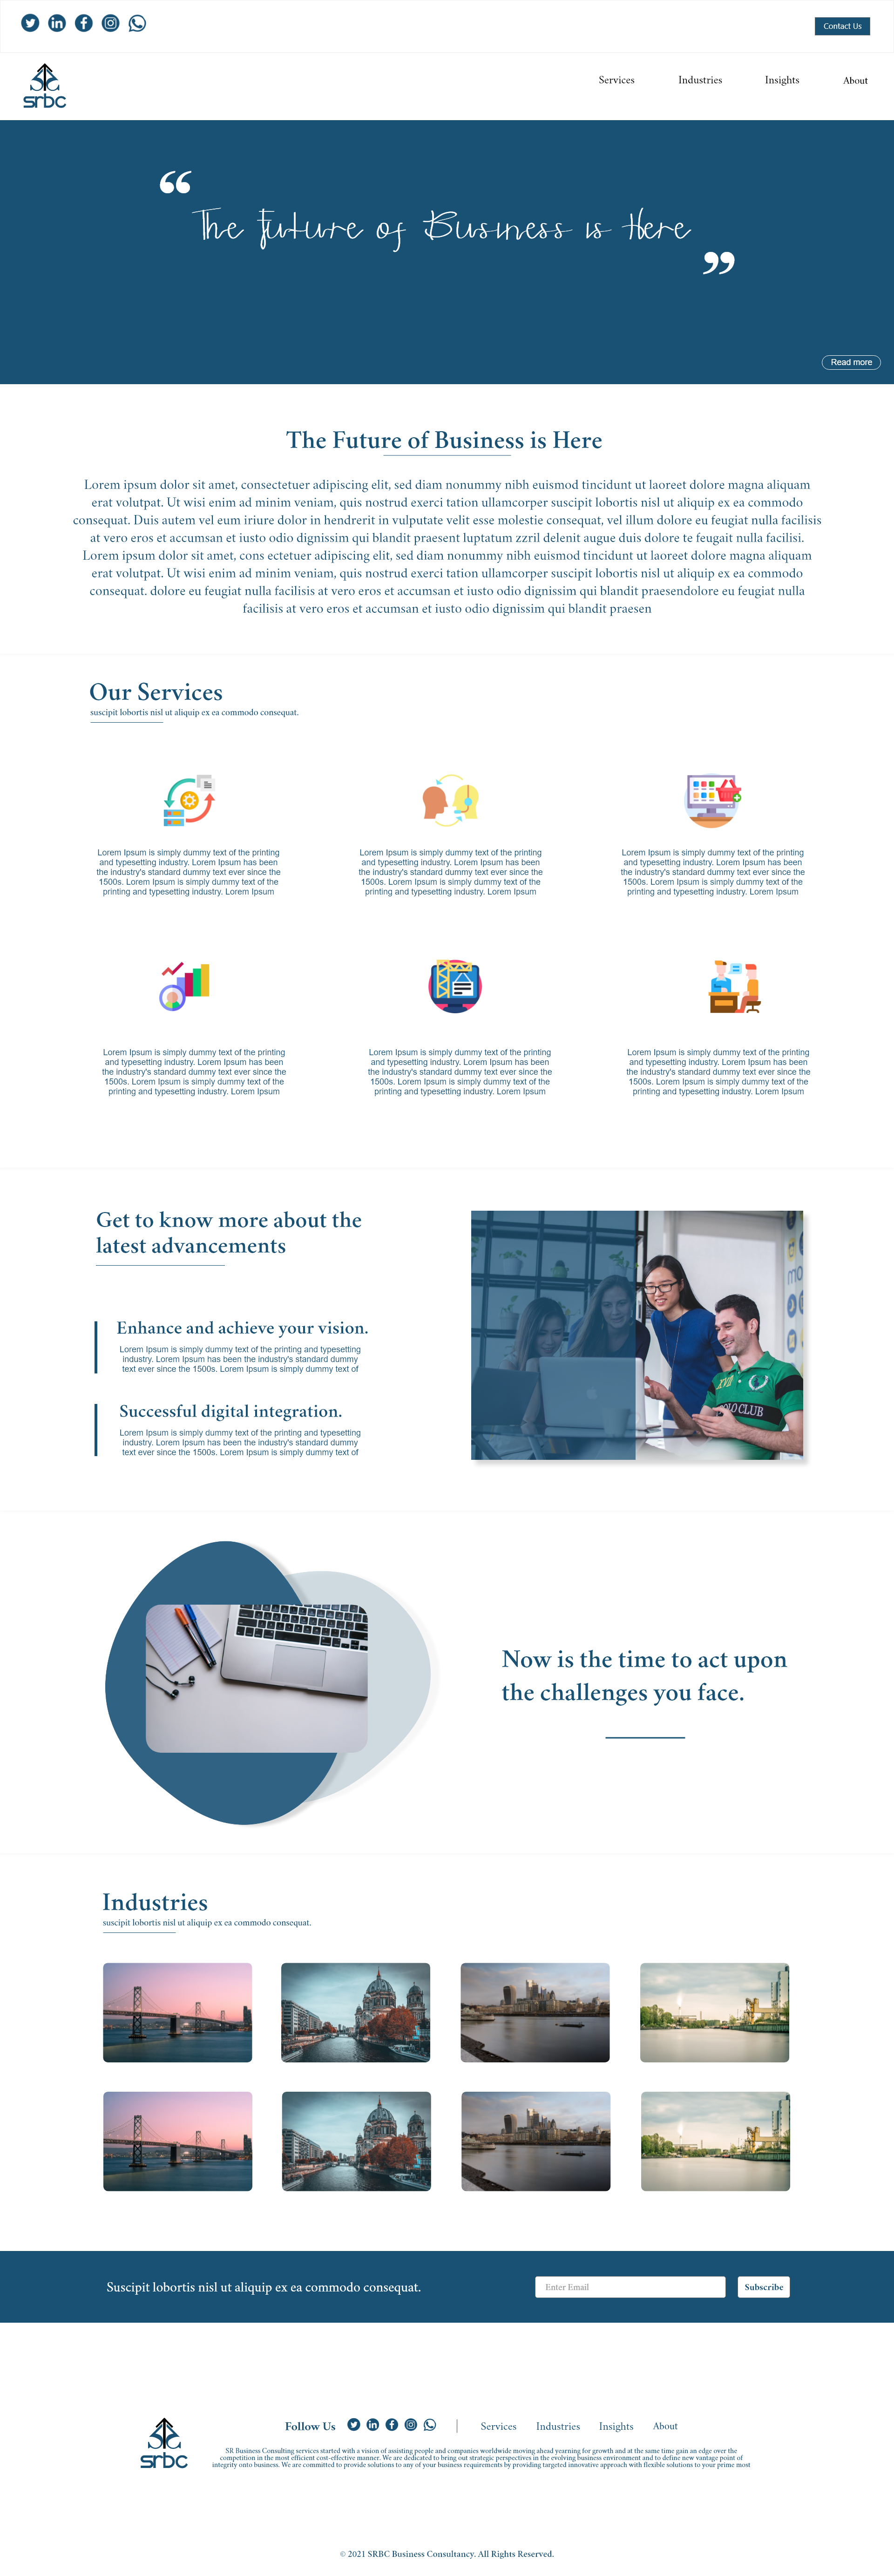 Contact Us
srbc
Services Industries Insights About
“
The Future of Business is Here
”
Read more
The Future of Business is Here
Lorem ipsum dolor sit amet, consectetuer adipiscing elit, sed diam nonummy nibh euismod tincidunt ut laoreet dolore magna aliquam
erat volutpat. Ut wisi enim ad minim veniam, quis nostrud exerci tation ullamcorper suscipit lobortis nisl ut aliquip ex ea commodo
consequat. Duis autem vel eum iriure dolor in hendrerit in vulputate velit esse molestie consequat, vel illum dolore eu feugiat nulla facilisis
at vero eros et accumsan et iusto odio dignissim qui blandit praesent luptatum zzril delenit augue duis dolore te feugait nulla facilisi.
Lorem ipsum dolor sit amet, cons ectetuer adipiscing elit, sed diam nonummy nibh euismod tincidunt ut laoreet dolore magna aliquam
erat volutpat. Ut wisi enim ad minim veniam, quis nostrud exerci tation ullamcorper suscipit lobortis nisl ut aliquip ex ea commodo
consequat. dolore eu feugiat nulla facilisis at vero eros et accumsan et iusto odio dignissim qui blandit praesendolore eu feugiat nulla
facilisis at vero eros et accumsan et iusto odio dignissim qui blandit praesen
Our Services
suscipit lobortis nisl ut aliquip ex ea commodo consequat.
Lorem Ipsum is simply dummy text of the printing
and typesetting industry. Lorem Ipsum has been
the industry's standard dummy text ever since the
1500s. Lorem Ipsum is simply dummy text of the
printing and typesetting industry. Lorem Ipsum
Lorem Ipsum is simply dummy text of the printing
and typesetting industry. Lorem Ipsum has been
the industry's standard dummy text ever since the
1500s. Lorem Ipsum is simply dummy text of the
printing and typesetting industry. Lorem Ipsum
Lorem Ipsum is simply dummy text of the printing
and typesetting industry. Lorem Ipsum has been
the industry's standard dummy text ever since the
1500s. Lorem Ipsum is simply dummy text of the
printing and typesetting industry. Lorem Ipsum
Lorem Ipsum is simply dummy text of the printing
and typesetting industry. Lorem Ipsum has been
the industry's standard dummy text ever since the
1500s. Lorem Ipsum is simply dummy text of the
printing and typesetting industry. Lorem Ipsum
Lorem Ipsum is simply dummy text of the printing
and typesetting industry. Lorem Ipsum has been
the industry's standard dummy text ever since the
1500s. Lorem Ipsum is simply dummy text of the
printing and typesetting industry. Lorem Ipsum
Lorem Ipsum is simply dummy text of the printing
and typesetting industry. Lorem Ipsum has been
the industry's standard dummy text ever since the
1500s. Lorem Ipsum is simply dummy text of the
printing and typesetting industry. Lorem Ipsum
Get to know more about the
latest advancements
Enhance and achieve your vision.
Lorem Ipsum is simply dummy text of the printing and typesetting
industry. Lorem Ipsum has been the industry's standard dummy
text ever since the 1500s. Lorem Ipsum is simply dummy text of
Successful digital integration.
Lorem Ipsum is simply dummy text of the printing and typesetting
industry. Lorem Ipsum has been the industry's standard dummy
text ever since the 1500s. Lorem Ipsum is simply dummy text of
XVII
POLO CLUB
Now is the time to act upon
the challenges you face.
Industries
suscipit lobortis nisl ut aliquip ex ea commodo consequat.
Suscipit lobortis nisl ut aliquip ex ea commodo consequat.
Enter Email
Subscribe
srbc
Follow Us
Services Industries Insights About
SR Business Consulting services started with a vision of assisting people and companies worldwide moving ahead yearning for growth and at the same time gain an edge over the
competition in the most efficient cost-effective manner. We are dedicated to bring out strategic perspectives in the evolving business environment and to define new vantage point of
integrity onto business. We are committed to provide solutions to any of your business requirements by providing targeted innovative approach with flexible solutions to your prime most
© 2021 SRBC Business Consultancy. All Rights Reserved.